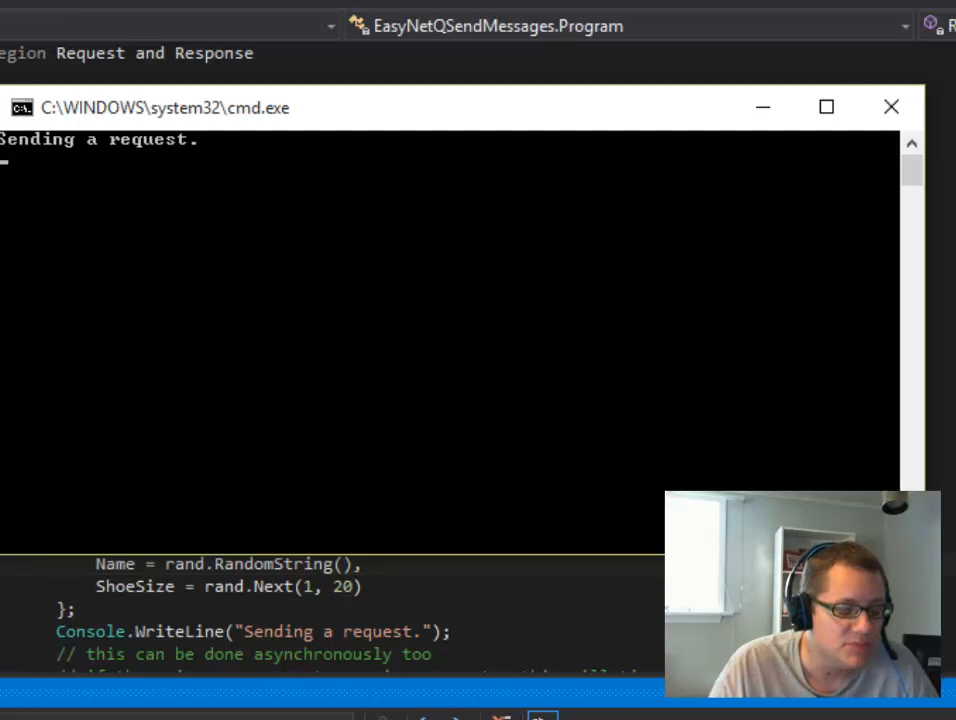 EasyNetQSendMessages.Program
egion Request and Response
C:\WINDOWS\system32\cmd.exe
Sending a request.
Name = rand.RandomString(),
ShoeSize = rand.Next(1, 20)
};
Console.WriteLine("Sending a request.");
// this can be done asynchronously too